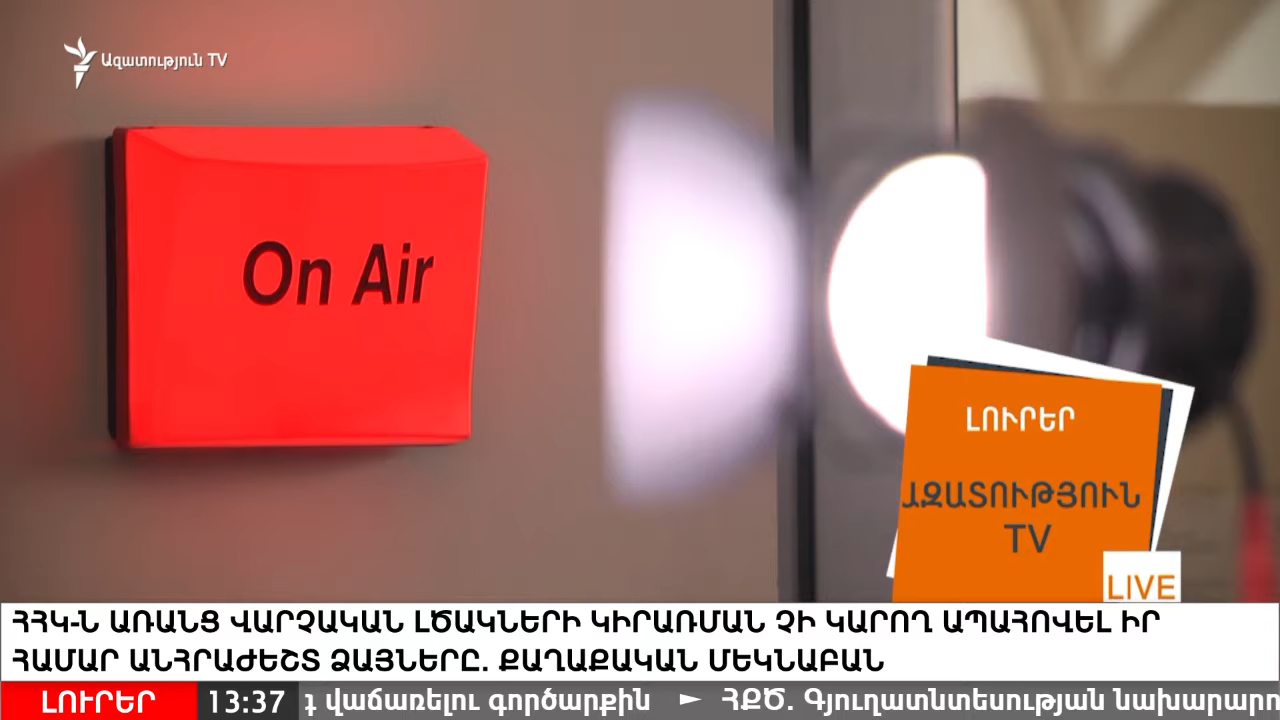 Ազատություն TV
On Air
ԼՈՒՐԵՐ
ԱԶԱՏՈՒԹՅՈՒՆ
TV
LIVE
ՀՀԿ-Ն ԱՌԱՆՑ ՎԱՐՉԱԿԱՆ ԼԾԱԿՆԵՐԻ ԿԻՐԱՌՄԱՆ ՉԻ ԿԱՐՈՂ ԱՊԱՀՈՎԵԼ ԻՐ
ՀԱՄԱՐ ԱՆՀՐԱԺԵՇՏ ՁԱՅՆԵՐԸ. ՔԱՂԱՔԱԿԱՆ ՄԵԿՆԱԲԱՆ
ԼՈՒՐԵՐ 13:37 վաճառելու գործարքին ► ՀՔԾ. Գյուղատնտեսության նախարարո